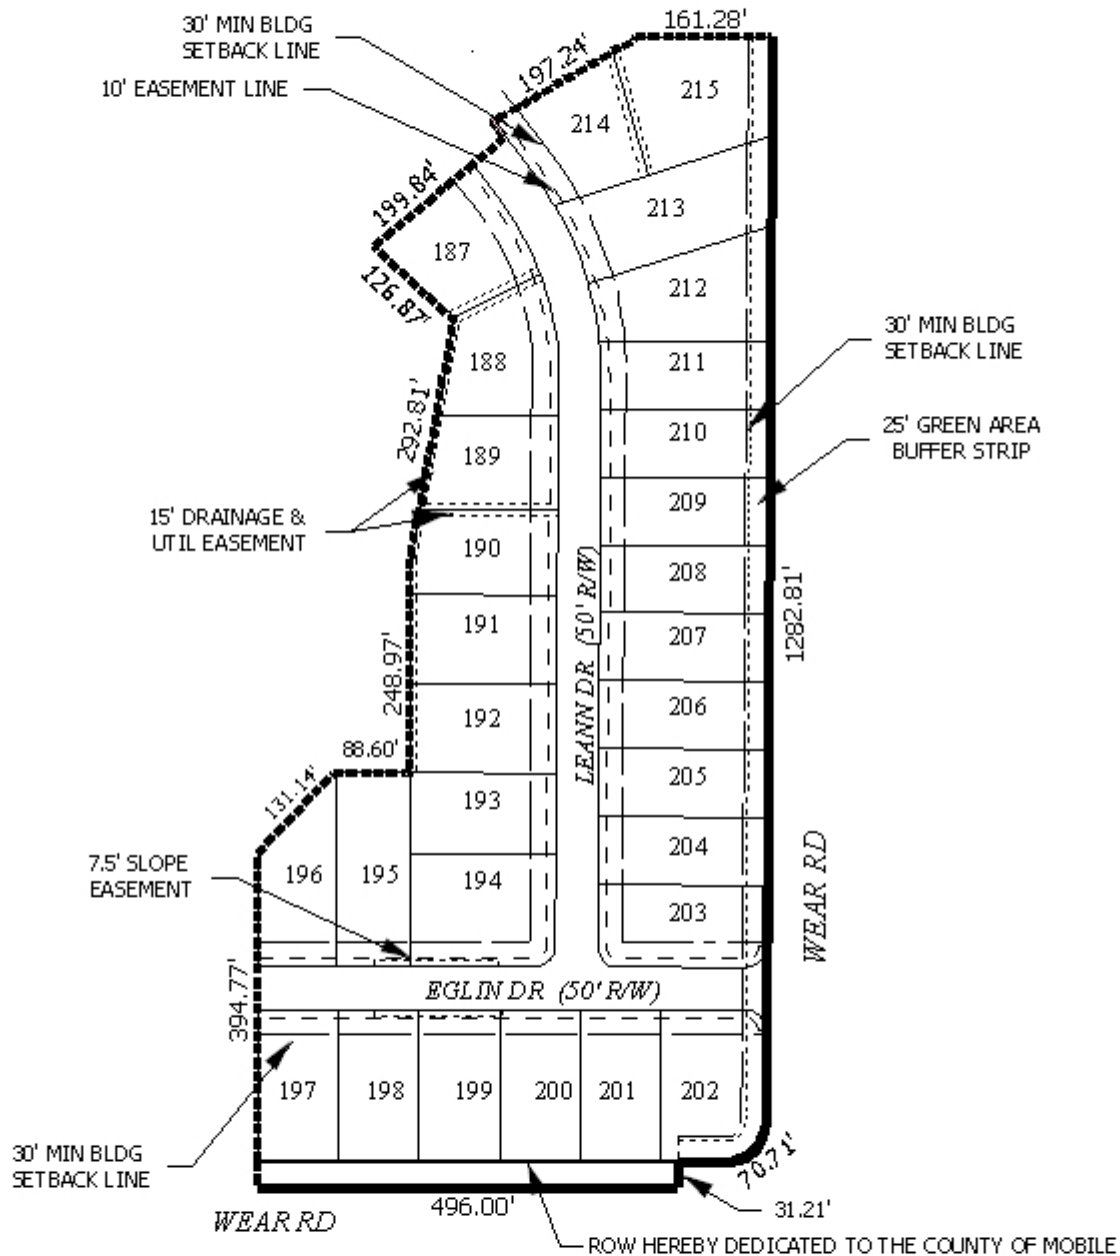 161.28'
30' MIN BLDG
SETBACK LINE
197.24'
10' EASEMENT LINE
215
214
199.84'
213
187
126.87'
212
30' MIN BLDG
SETBACK LINE
188
211
292.81'
210
25' GREEN AREA
BUFFER STRIP
189
209
15' DRAINAGE &
UTIL EASEMENT
190
208
LEANN DR (50' R/W)
1282.81'
191
207
248.97'
192
206
88.60'
131.14'
193
205
204
7.5' SLOPE
EASEMENT
196
195
194
203
WEAR RD
394.77'
EGLIN DR (50' R/W)
197
198
199
200
201
202
30' MIN BLDG
SETBACK LINE
70.71'
496.00'
31.21'
WEAR RD
ROW HEREBY DEDICATED TO THE COUNTY OF MOBILE